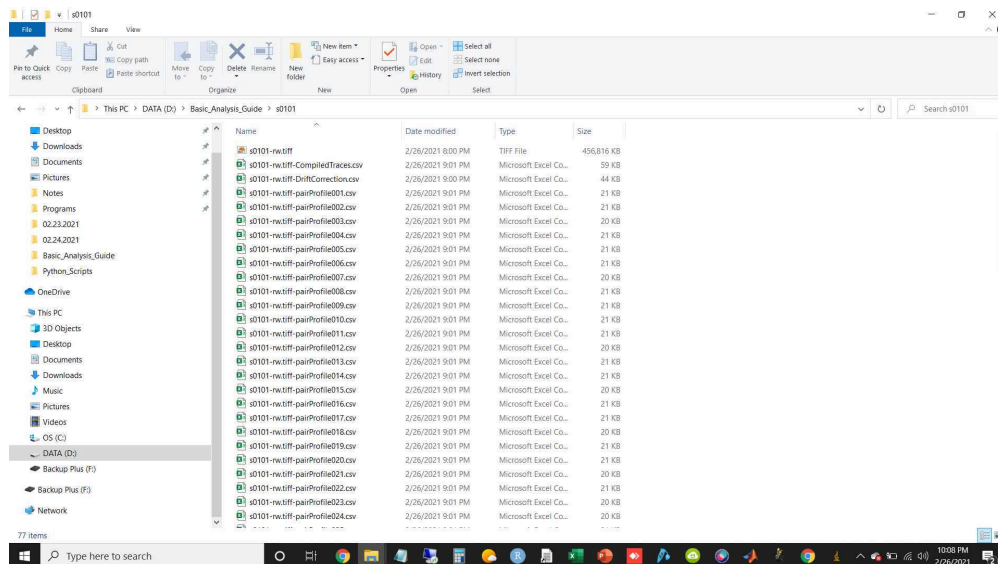 s0101
File Home Share View
Pin to Quick access
Copy
Paste
Cut
Copy path
Paste shortcut
Clipboard
Move to
Copy to
Delete
Rename
Organize
New folder
New item
Easy access
New
Properties
Open
Edit
History
Open
Select all
Select none
Invert selection
Select
This PC > DATA (D:) > Basic_Analysis_Guide > s0101
Search s0101
Desktop
Downloads
Documents
Pictures
Notes
Programs
02.23.2021
02.24.2021
Basic_Analysis_Guide
Python_Scripts
OneDrive
This PC
3D Objects
Desktop
Documents
Downloads
Music
Pictures
Videos
OS (C:)
DATA (D:)
Backup Plus (F:)
Backup Plus (F:)
Network
Name Date modified Type Size
s0101-rw.tiff 2/26/2021 8:00 PM TIFF File 456,816 KB
s0101-rw.tiff-CompiledTraces.csv 2/26/2021 9:01 PM Microsoft Excel Co... 59 KB
s0101-rw.tiff-DriftCorrection.csv 2/26/2021 9:00 PM Microsoft Excel Co... 44 KB
s0101-rw.tiff-pairProfile001.csv 2/26/2021 9:01 PM Microsoft Excel Co... 21 KB
s0101-rw.tiff-pairProfile002.csv 2/26/2021 9:01 PM Microsoft Excel Co... 21 KB
s0101-rw.tiff-pairProfile003.csv 2/26/2021 9:01 PM Microsoft Excel Co... 20 KB
s0101-rw.tiff-pairProfile004.csv 2/26/2021 9:01 PM Microsoft Excel Co... 21 KB
s0101-rw.tiff-pairProfile005.csv 2/26/2021 9:01 PM Microsoft Excel Co... 21 KB
s0101-rw.tiff-pairProfile006.csv 2/26/2021 9:01 PM Microsoft Excel Co... 21 KB
s0101-rw.tiff-pairProfile007.csv 2/26/2021 9:01 PM Microsoft Excel Co... 20 KB
s0101-rw.tiff-pairProfile008.csv 2/26/2021 9:01 PM Microsoft Excel Co... 21 KB
s0101-rw.tiff-pairProfile009.csv 2/26/2021 9:01 PM Microsoft Excel Co... 21 KB
s0101-rw.tiff-pairProfile010.csv 2/26/2021 9:01 PM Microsoft Excel Co... 21 KB
s0101-rw.tiff-pairProfile011.csv 2/26/2021 9:01 PM Microsoft Excel Co... 21 KB
s0101-rw.tiff-pairProfile012.csv 2/26/2021 9:01 PM Microsoft Excel Co... 20 KB
s0101-rw.tiff-pairProfile013.csv 2/26/2021 9:01 PM Microsoft Excel Co... 21 KB
s0101-rw.tiff-pairProfile014.csv 2/26/2021 9:01 PM Microsoft Excel Co... 21 KB
s0101-rw.tiff-pairProfile015.csv 2/26/2021 9:01 PM Microsoft Excel Co... 20 KB
s0101-rw.tiff-pairProfile016.csv 2/26/2021 9:01 PM Microsoft Excel Co... 21 KB
s0101-rw.tiff-pairProfile017.csv 2/26/2021 9:01 PM Microsoft Excel Co... 21 KB
s0101-rw.tiff-pairProfile018.csv 2/26/2021 9:01 PM Microsoft Excel Co... 20 KB
s0101-rw.tiff-pairProfile019.csv 2/26/2021 9:01 PM Microsoft Excel Co... 21 KB
s0101-rw.tiff-pairProfile020.csv 2/26/2021 9:01 PM Microsoft Excel Co... 21 KB
s0101-rw.tiff-pairProfile021.csv 2/26/2021 9:01 PM Microsoft Excel Co... 20 KB
s0101-rw.tiff-pairProfile022.csv 2/26/2021 9:01 PM Microsoft Excel Co... 21 KB
s0101-rw.tiff-pairProfile023.csv 2/26/2021 9:01 PM Microsoft Excel Co... 20 KB
s0101-rw.tiff-pairProfile024.csv 2/26/2021 9:01 PM Microsoft Excel Co... 20 KB
77 items
Type here to search
10:08 PM
2/26/2021